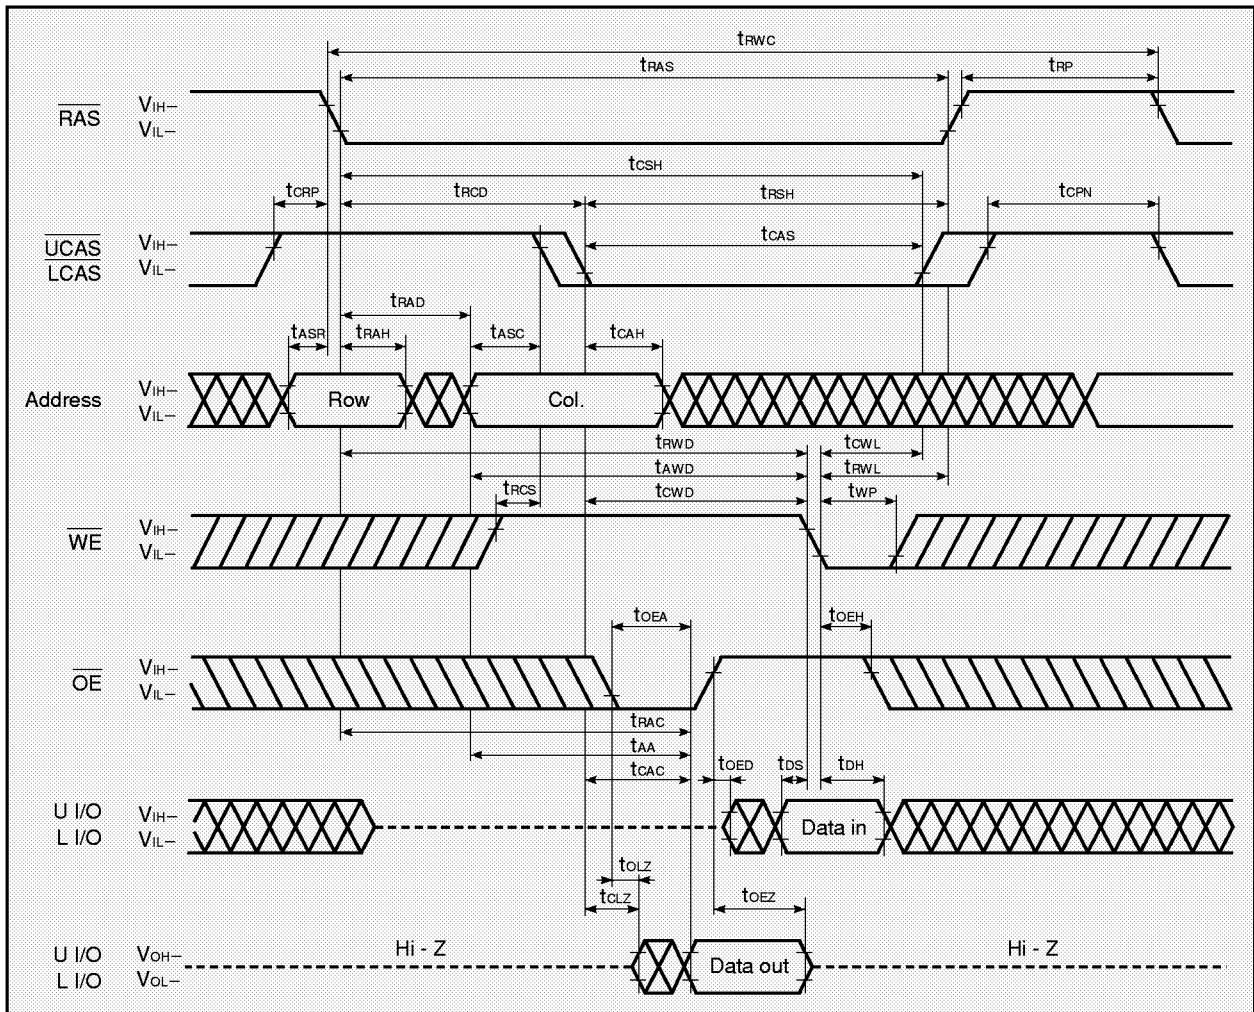 tRWC
tRAS
tRP
RAS
VIH–
VIL–
tCSH
tCRP
tRCD
tRSH
tCPN
UCAS
LCAS
VIH–
VIL–
tCAS
tRAD
tASR
tRAH
tASC
tCAH
Address
VIH–
VIL–
Row
Col.
tRWD
tCWL
tAWD
tRWL
tRCS
tCWD
tWP
WE
VIH–
VIL–
tOEA
tOEH
OE
VIH–
VIL–
tRAC
tAA
tCAC
tOED
tDS
tDH
U I/O
L I/O
VIH–
VIL–
Data in
tOLZ
tCLZ
tOEZ
U I/O
L I/O
VOH–
VOL–
Hi - Z
Data out
Hi - Z